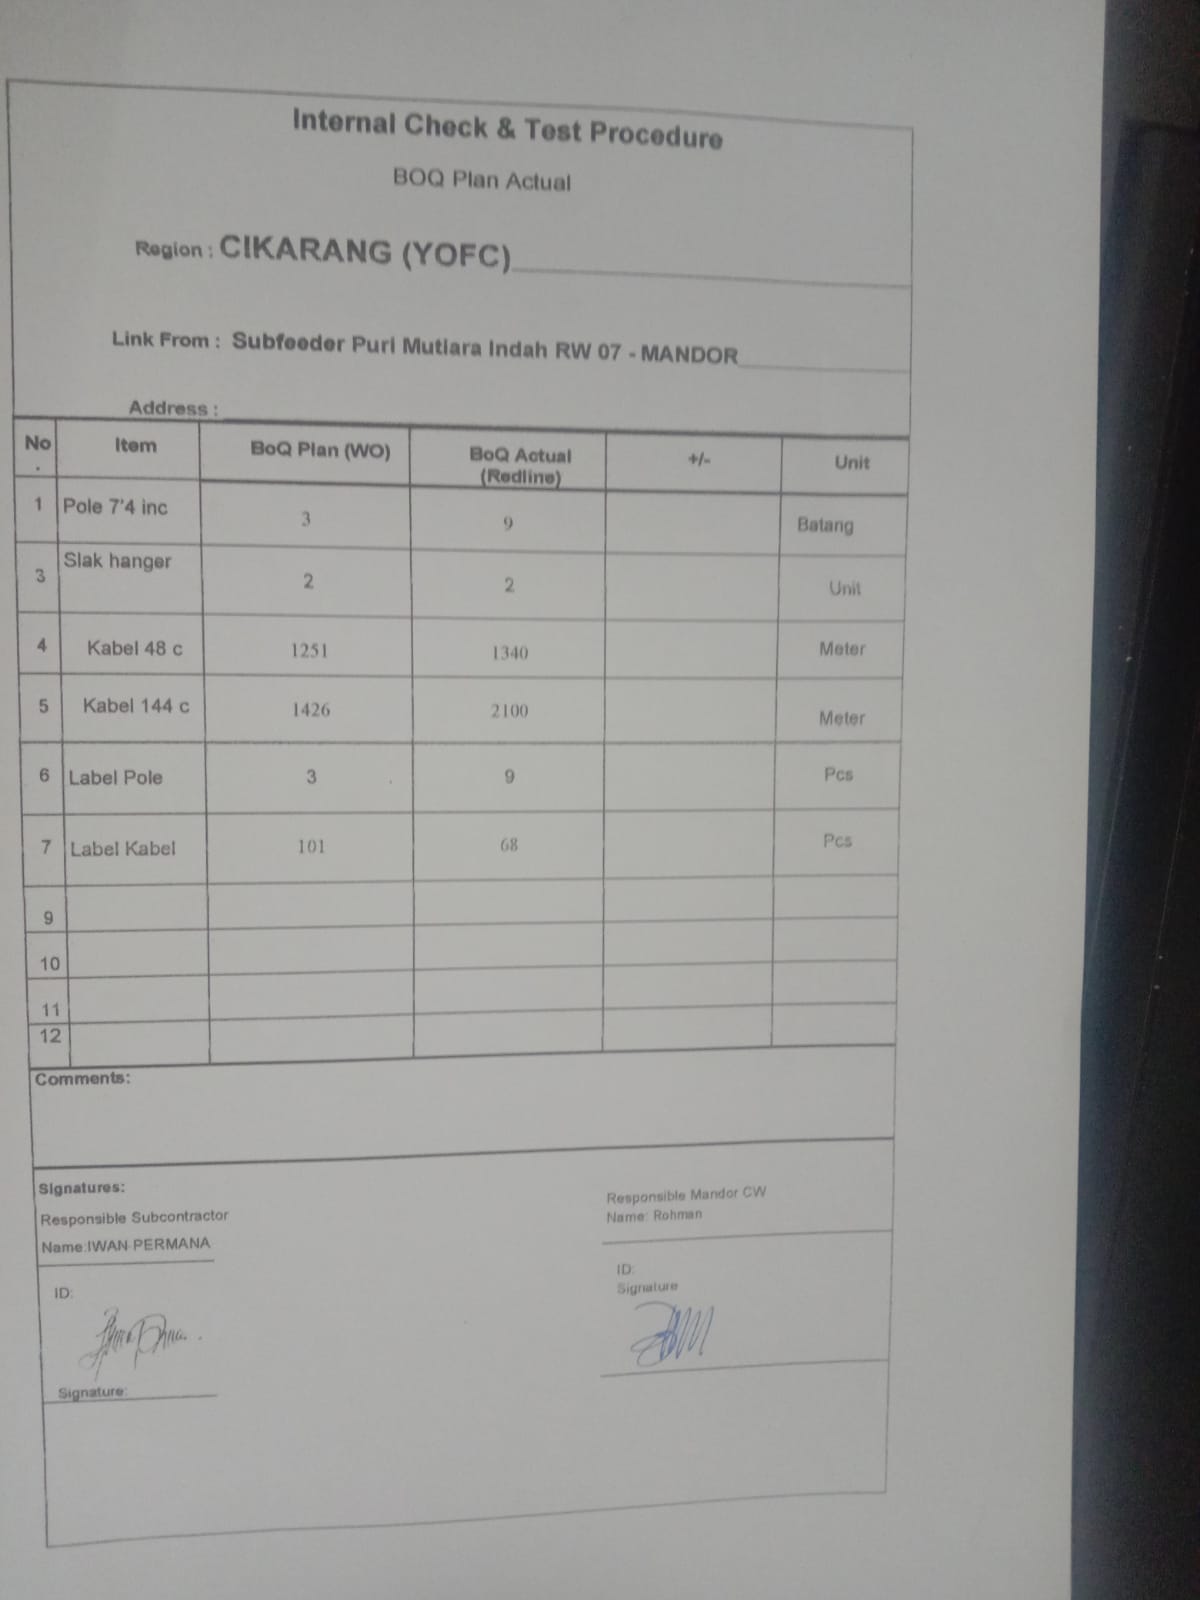 Internal Check & Test Procedure
BOQ Plan Actual
Region : CIKARANG (YOFC)
Link From : Subfeeder Puri Mutiara Indah RW 07 - MANDOR
Address :
No . Item BoQ Plan (WO) BoQ Actual (Redline) +/- Unit
1 Pole 7'4 inc 3 9 Batang
3 Slak hanger 2 2 Unit
4 Kabel 48 c 1251 1340 Meter
5 Kabel 144 c 1426 2100 Meter
6 Label Pole 3 9 Pcs
7 Label Kabel 101 68 Pcs
9
10
11
12
Comments:
Signatures:
Responsible Subcontractor
Name:IWAN PERMANA
ID:
Signature:
Responsible Mandor CW
Name: Rohman
ID:
Signature